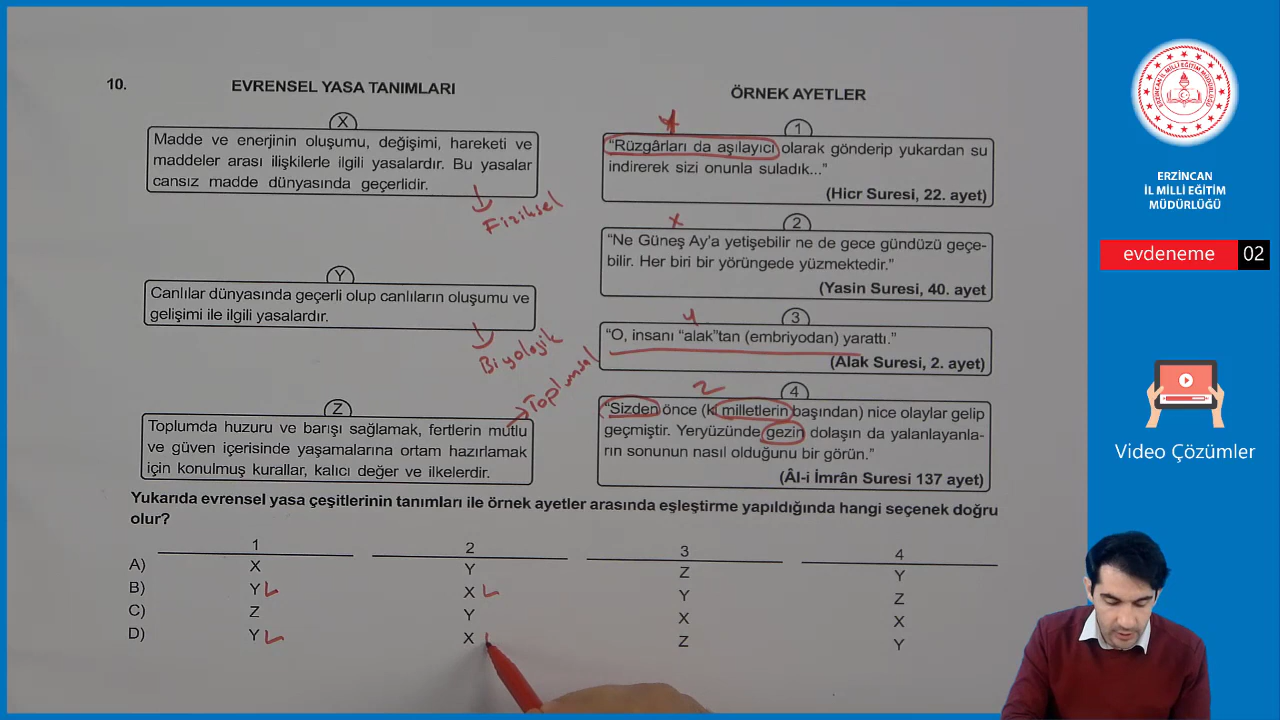 10.
EVRENSEL YASA TANIMLARI
X
Madde ve enerjinin oluşumu, değişimi, hareketi ve
maddeler arası ilişkilerle ilgili yasalardır. Bu yasalar
cansız madde dünyasında geçerlidir.
Fiziksel
Y
Canlılar dünyasında geçerli olup canlıların oluşumu ve
gelişimi ile ilgili yasalardır.
Biyolojik
Toplumsal
Z
Toplumda huzuru ve barışı sağlamak, fertlerin mutlu
ve güven içerisinde yaşamalarına ortam hazırlamak
için konulmuş kurallar, kalıcı değer ve ilkelerdir.
ÖRNEK AYETLER
1
"Rüzgârları da aşılayıcı olarak gönderip yukardan su
indirerek sizi onunla suladık..."
(Hicr Suresi, 22. ayet)
X
2
"Ne Güneş Ay'a yetişebilir ne de gece gündüzü geçe-
bilir. Her biri bir yörüngede yüzmektedir."
(Yasin Suresi, 40. ayet
Y
3
"O, insanı "alak"tan (embriyodan) yarattı."
(Alak Suresi, 2. ayet)
Z
4
"Sizden önce (ki milletlerin başından) nice olaylar gelip
geçmiştir. Yeryüzünde gezin dolaşın da yalanlayanla-
rın sonunun nasıl olduğunu bir görün."
(Âl-i İmrân Suresi 137 ayet)
Yukarıda evrensel yasa çeşitlerinin tanımları ile örnek ayetler arasında eşleştirme yapıldığında hangi seçenek doğru
olur?
1 2 3 4
A) X Y Z Y
B) Y X Y Z
C) Z Y X X
D) Y X Z Y
ERZİNCAN İL MİLLİ EĞİTİM MÜDÜRLÜĞÜ
ERZİNCAN
İL MİLLİ EĞİTİM
MÜDÜRLÜĞÜ
evdeneme 02
Video Çözümler